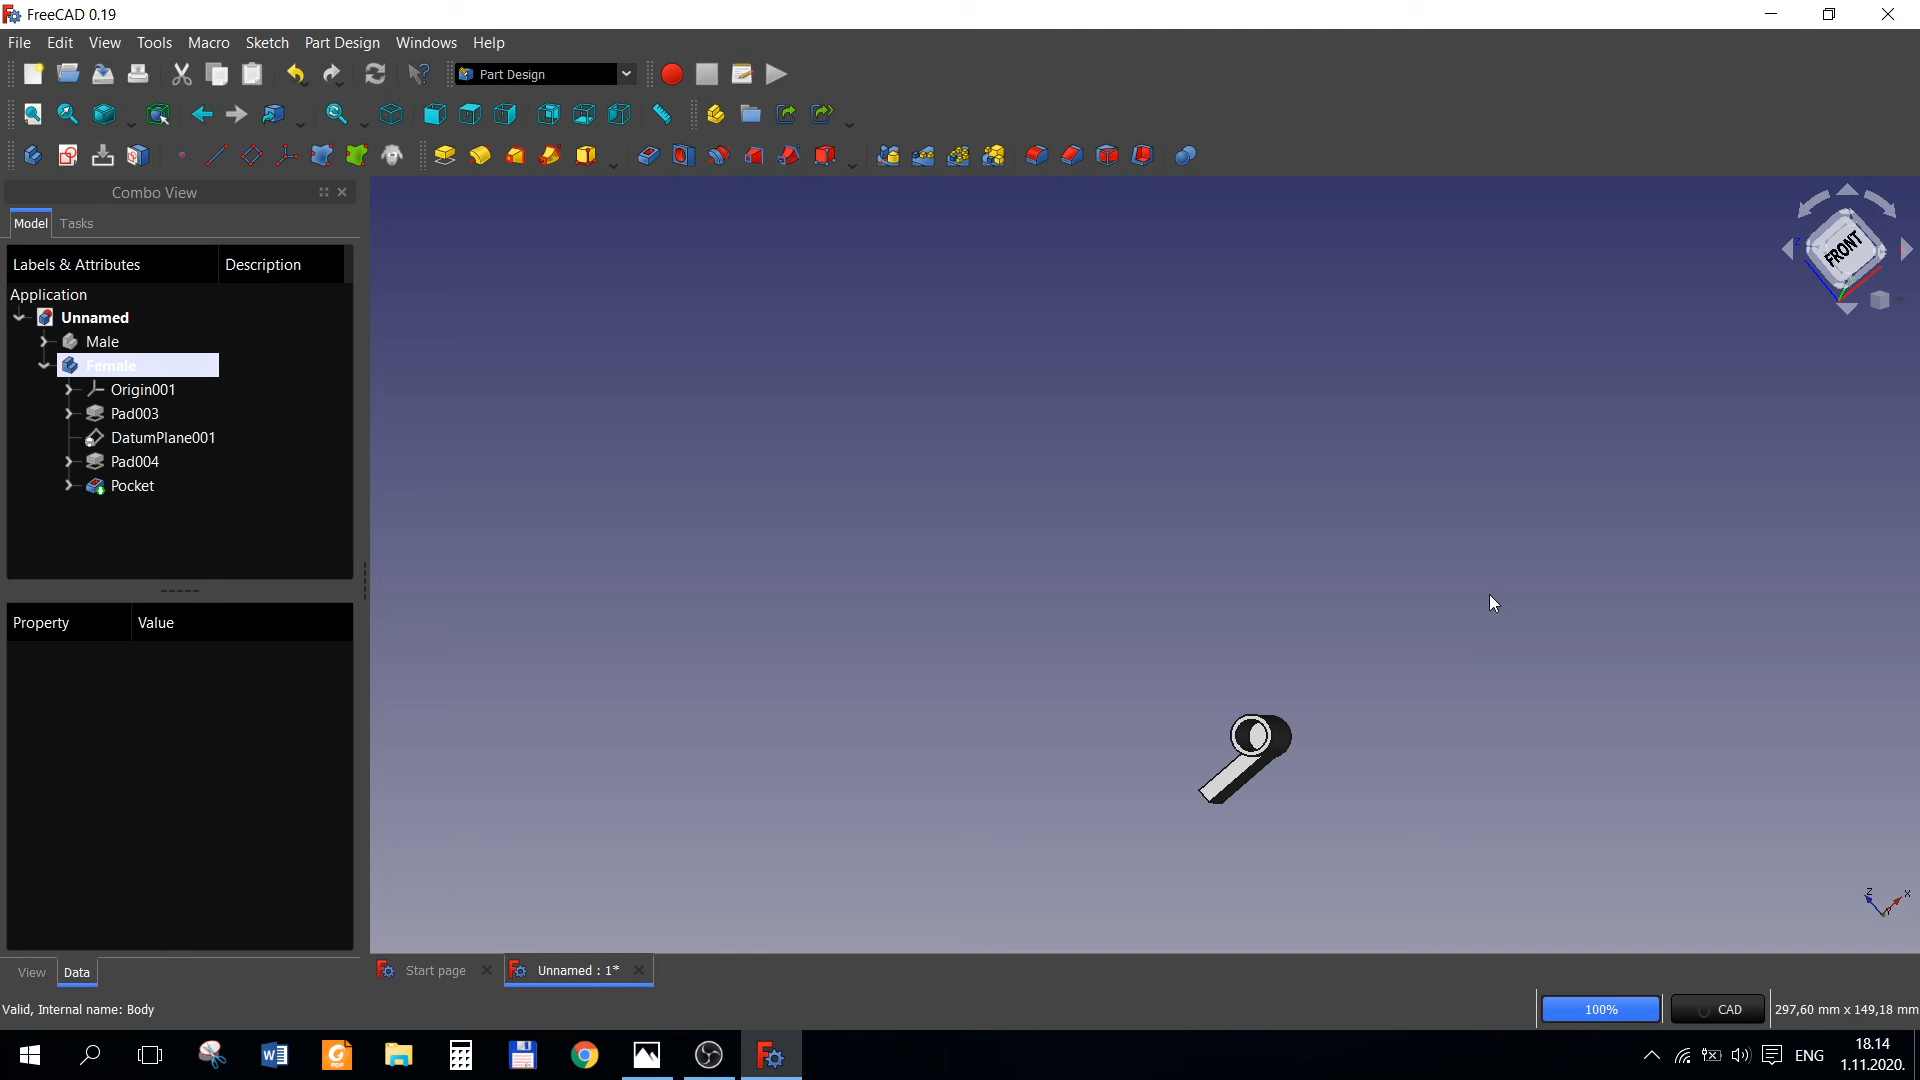 FreeCAD 0.19
File Edit View Tools Macro Sketch Part Design Windows Help
Part Design
Combo View
Model Tasks
Labels & Attributes Description
Application
Unnamed
Male
Female
Origin001
Pad003
DatumPlane001
Pad004
Pocket
FRONT
Z
Property Value
Z X
Y
View Data
Start page Unnamed : 1*
Valid, Internal name: Body
100% CAD 297,60 mm x 149,18 mm
ENG 18.14
1.11.2020.